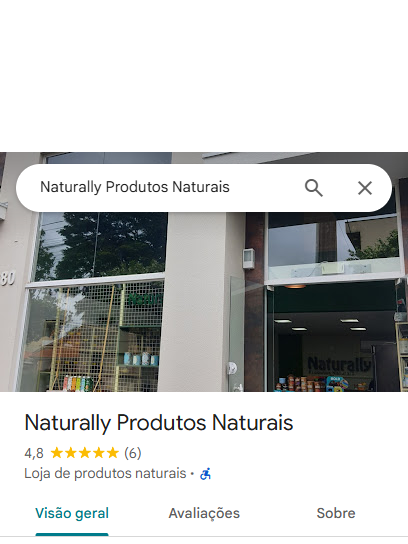 Naturally Produtos Naturais
80
Naturally
Naturally Produtos Naturais
4,8 (6)
Loja de produtos naturais •
Visão geral
Avaliações
Sobre